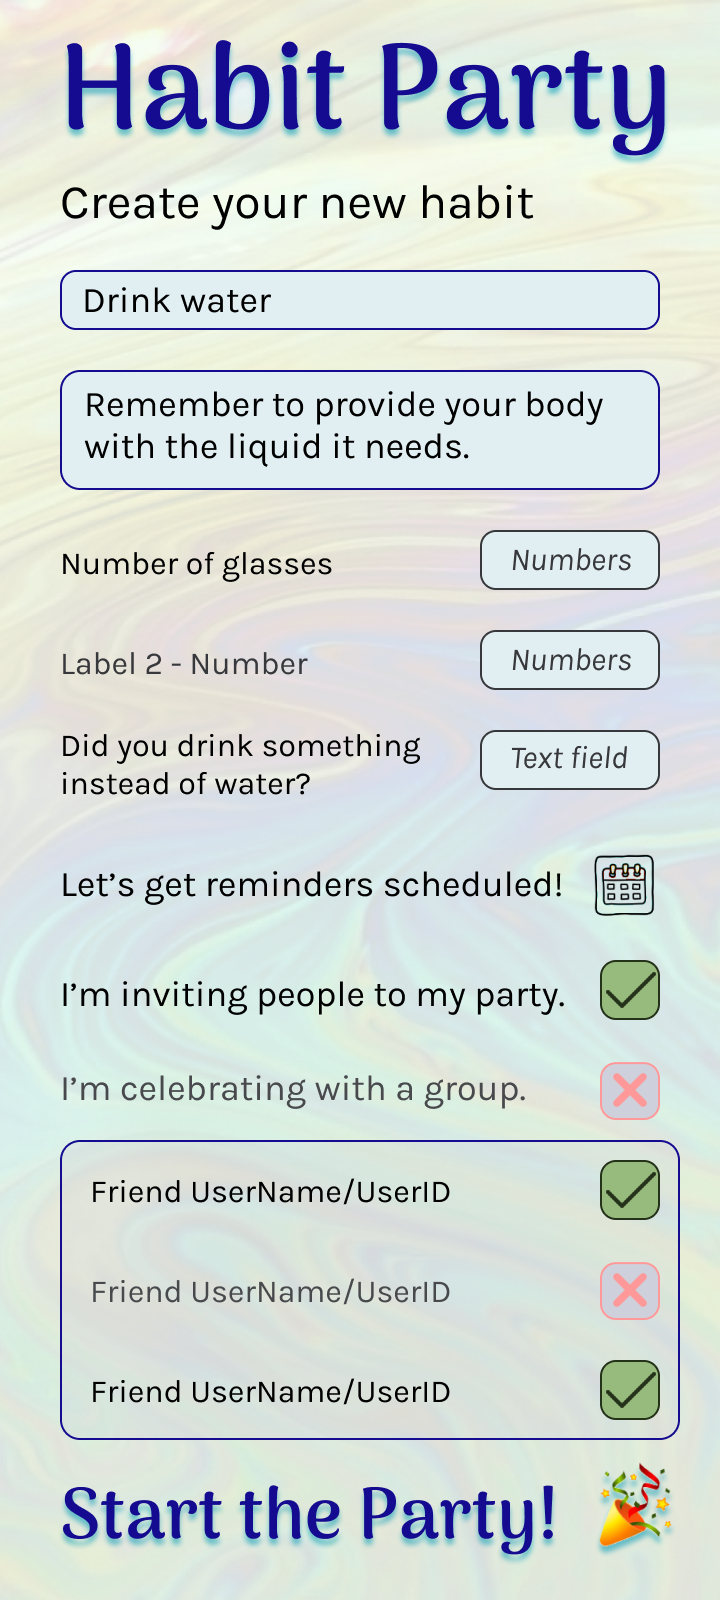 Habit Party
Create your new habit
Drink water
Remember to provide your body
with the liquid it needs.
Number of glasses
Numbers
Label 2 - Number
Numbers
Did you drink something
instead of water?
Text field
Let’s get reminders scheduled!
I’m inviting people to my party.
I’m celebrating with a group.
Friend UserName/UserID
Friend UserName/UserID
Friend UserName/UserID
Start the Party!